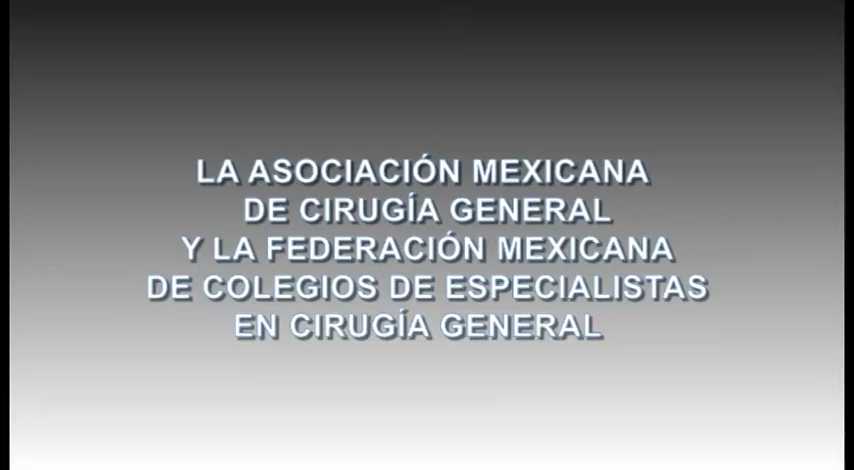 LA ASOCIACIÓN MEXICANA
DE CIRUGÍA GENERAL
Y LA FEDERACIÓN MEXICANA
DE COLEGIOS DE ESPECIALISTAS
EN CIRUGÍA GENERAL